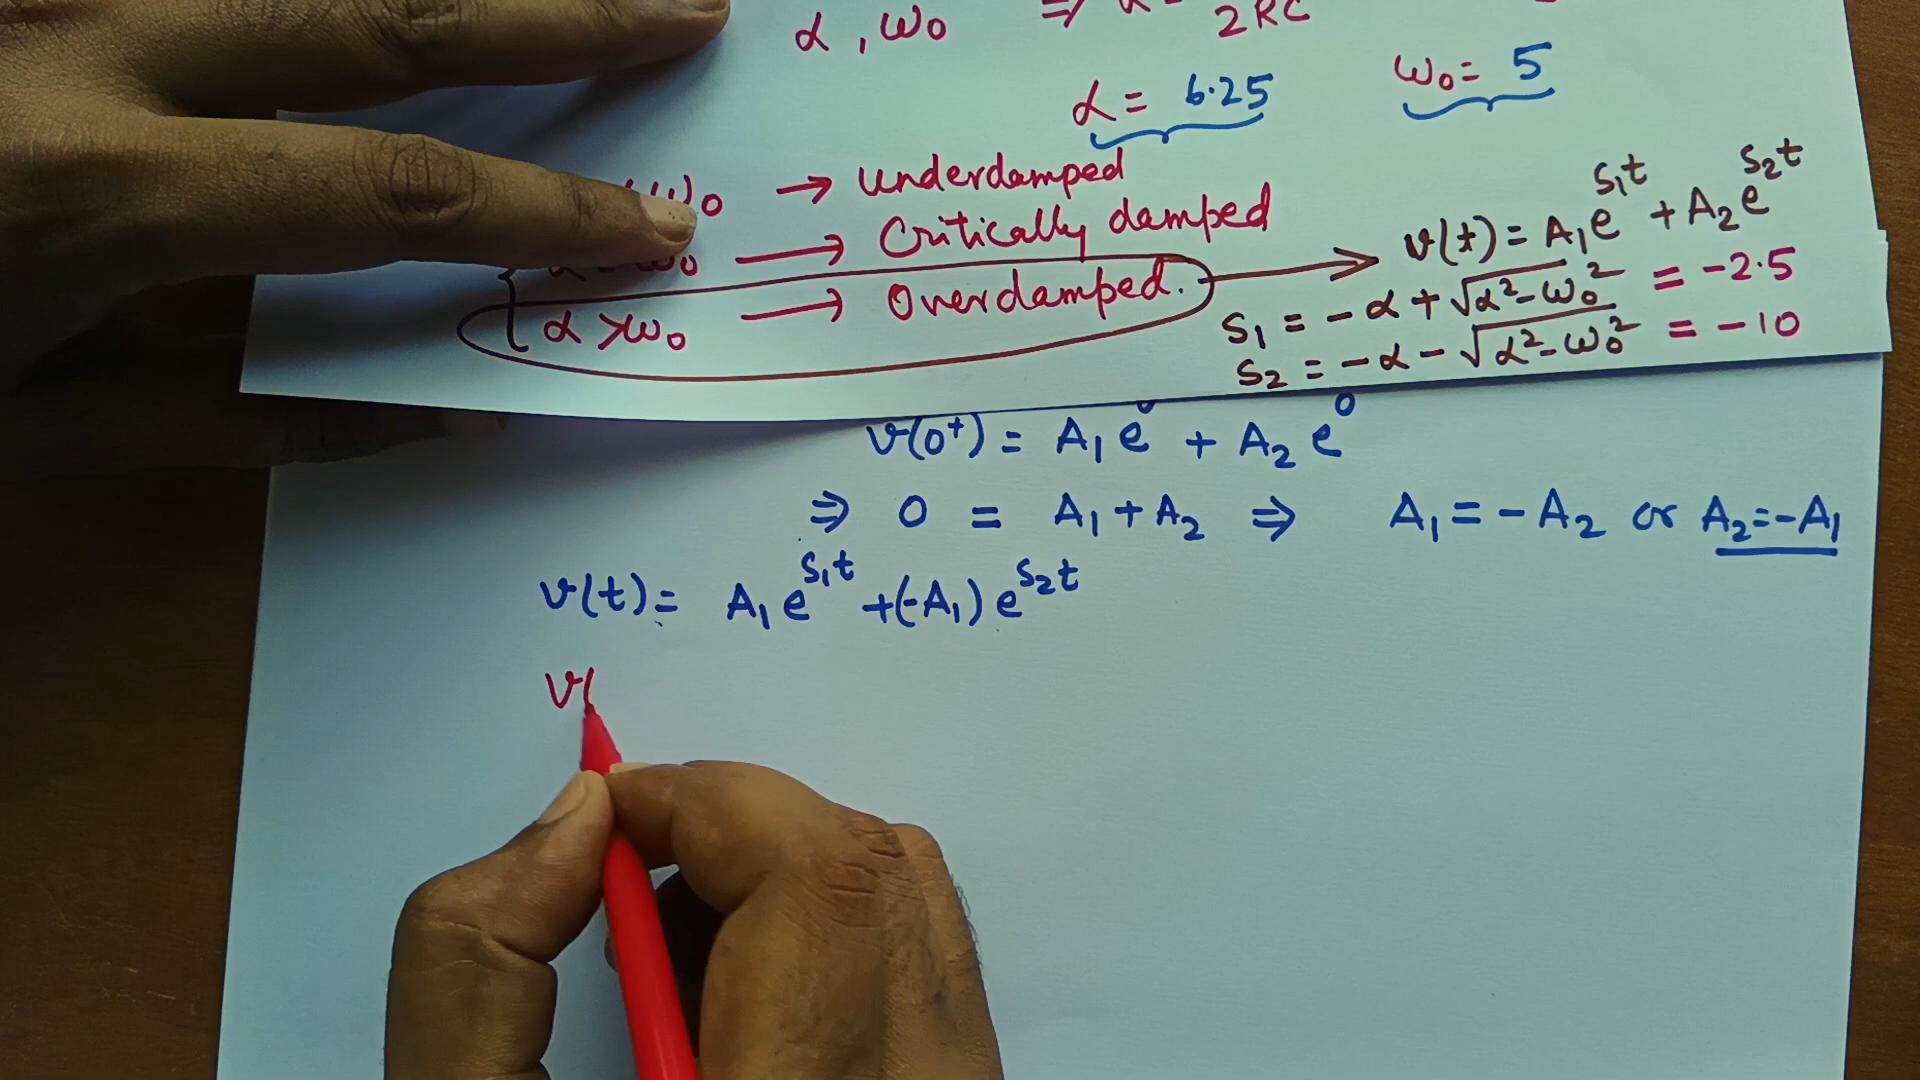 α , ω₀ ⇒ α = 2RC
α = 6.25 ω₀ = 5
ω₀ → underdamped
ω₀ → Critically damped
α > ω₀ → Overdamped.
v(t) = A₁e^{s₁t} + A₂e^{s₂t}
s₁ = -α + √α²-ω₀² = -2.5
s₂ = -α - √α²-ω₀² = -10
v(0⁺) = A₁e⁰ + A₂e⁰
⇒ 0 = A₁ + A₂ ⇒ A₁ = -A₂ or A₂=-A₁
v(t) = A₁e^{s₁t} + (-A₁)e^{s₂t}
v(